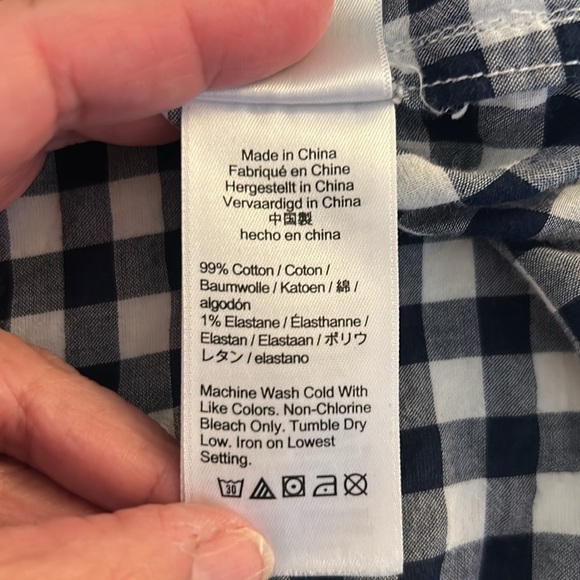 Made in China
Fabriqué en Chine
Hergestellt in China
Vervaardigd in China
中国製
hecho en china
99% Cotton / Coton /
Baumwolle / Katoen / 綿 /
algodón
1% Elastane / Élasthanne /
Elastan / Elastaan / ポリウ
レタン / elastano
Machine Wash Cold With
Like Colors. Non-Chlorine
Bleach Only. Tumble Dry
Low. Iron on Lowest
Setting.
30